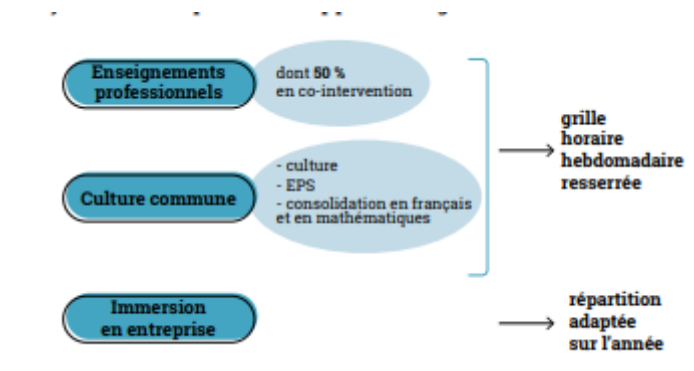 Enseignements
professionnels
dont 50 %
en co-intervention
Culture commune
- culture
- EPS
- consolidation en français
et en mathématiques
grille
horaire
hebdomadaire
resserrée
Immersion
en entreprise
répartition
adaptée
sur l'année